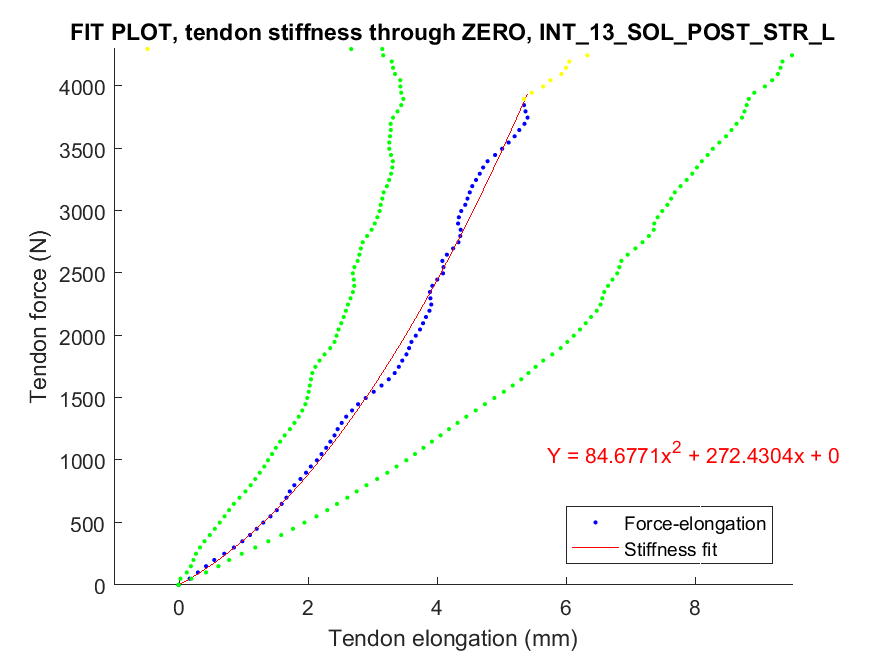 FIT PLOT, tendon stiffness through ZERO, INT_13_SOL_POST_STR_L
Tendon force (N)
4000
3500
3000
2500
2000
1500
1000
500
0
Y = 84.6771x² + 272.4304x + 0
Force-elongation
Stiffness fit
0 2 4 6 8
Tendon elongation (mm)